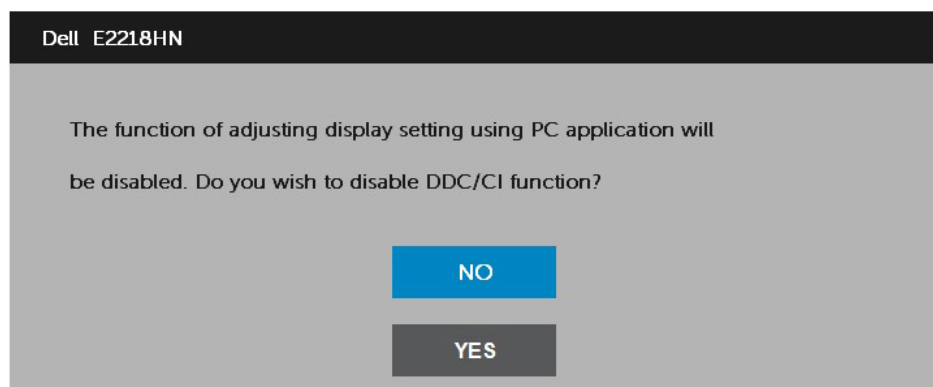 Dell E2218HN
The function of adjusting display setting using PC application will
be disabled. Do you wish to disable DDC/CI function?
NO
YES